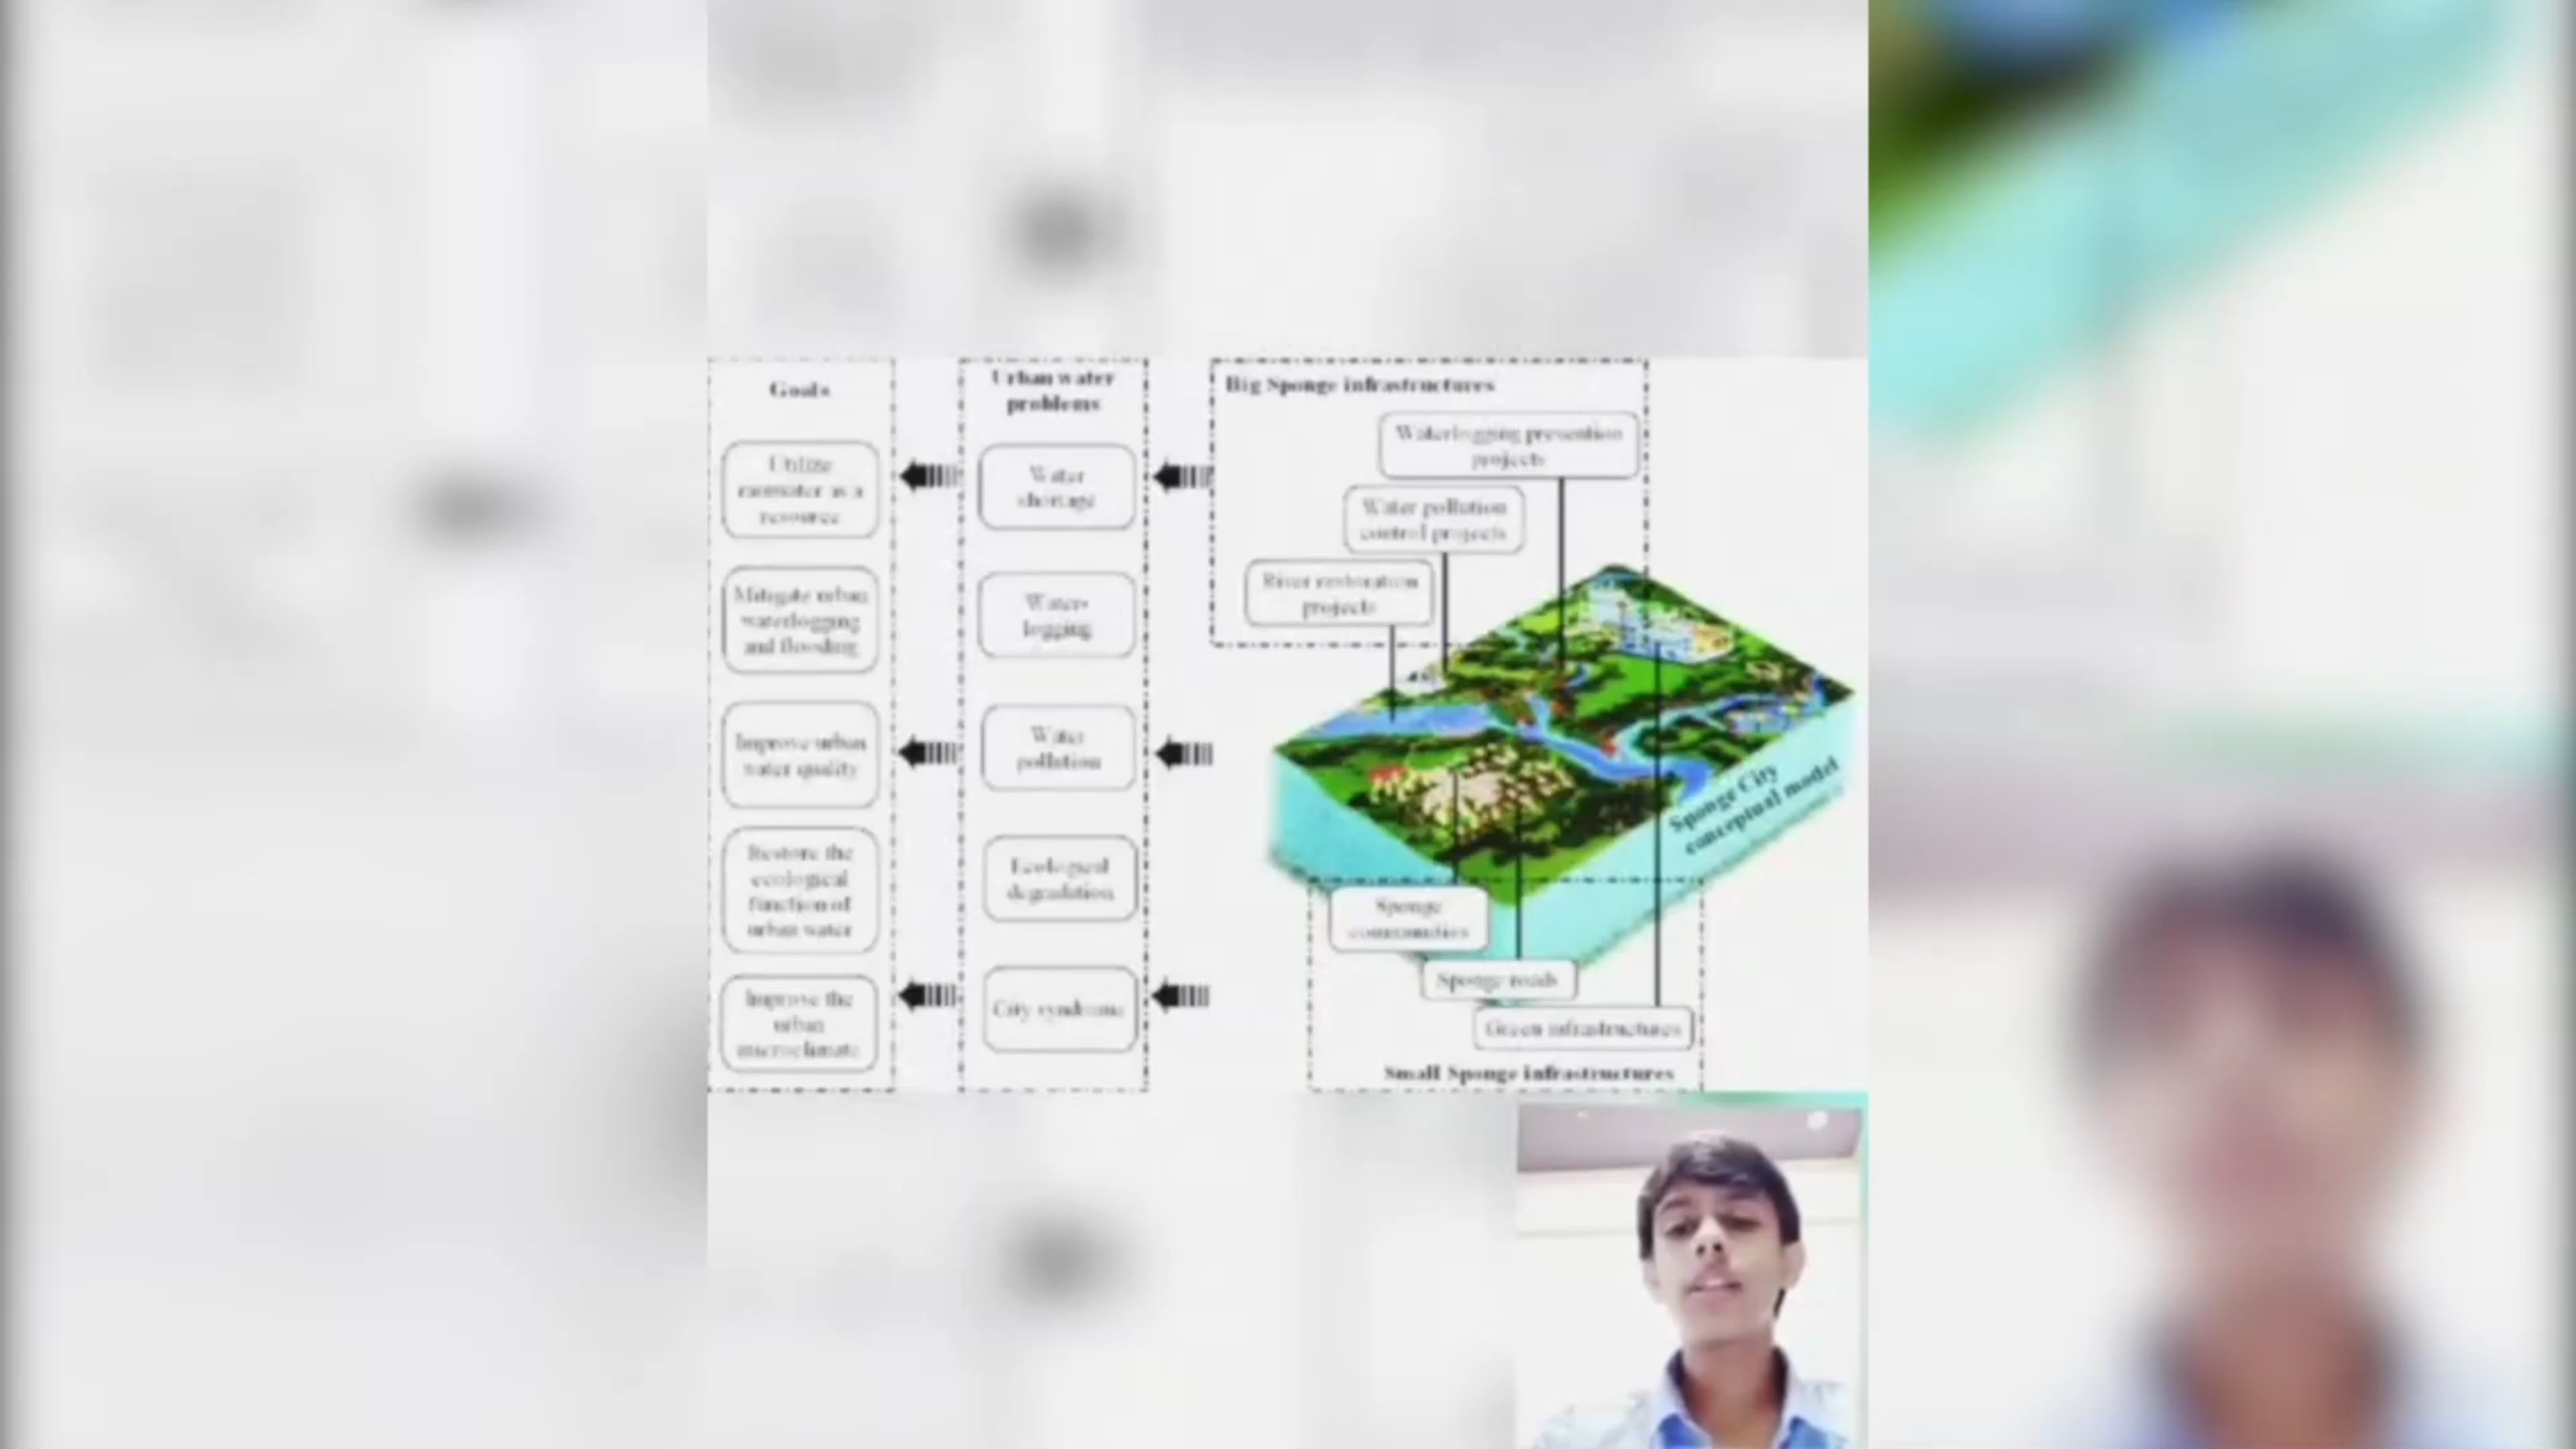 Goals
Utilize
rainwater as a
resource
Mitigate urban
waterlogging
and flooding
Improve urban
water quality
Restore the
ecological
function of
urban water
Improve the
urban
microclimate
Urban water
problems
Water
shortage
Water-
logging
Water
pollution
Ecological
degradation
City syndrome
Big Sponge infrastructures
Waterlogging prevention
projects
Water pollution
control projects
River restoration
projects
Sponge City
conceptual model
Sponge
communities
Sponge roads
Green infrastructures
Small Sponge infrastructures